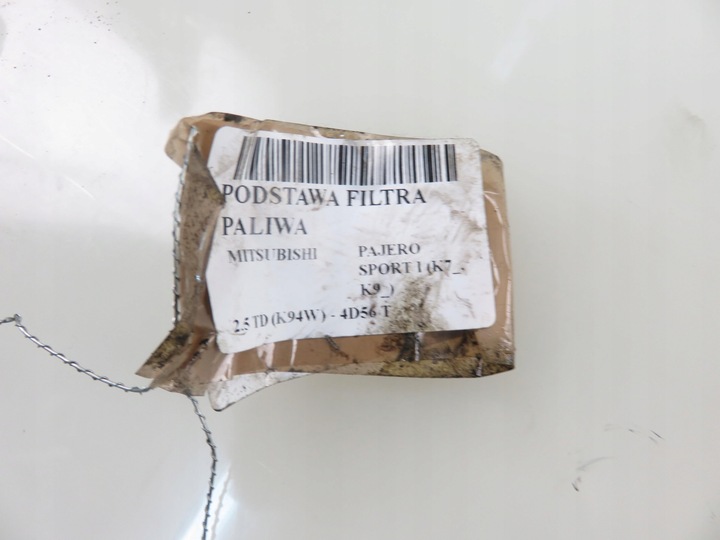 PODSTAWA FILTRA
PALIWA
MITSUBISHI PAJERO
SPORT I (K7_,
K9_)
2.5 TD (K94W) - 4D56 T